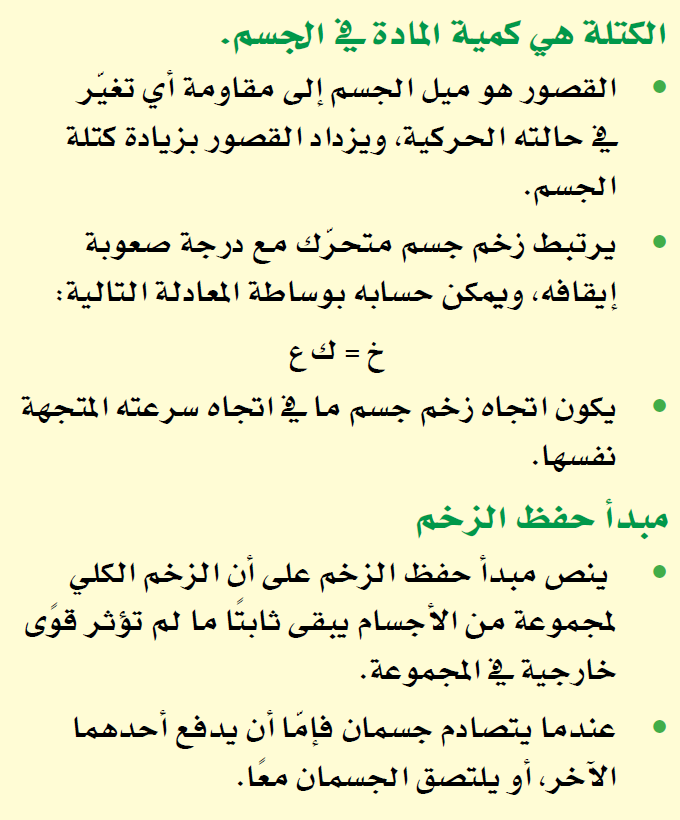 الكتلة هي كمية المادة في الجسم.
• القصور هو ميل الجسم إلى مقاومة أي تغيّر
في حالته الحركية، ويزداد القصور بزيادة كتلة
الجسم.
• يرتبط زخم جسم متحرّك مع درجة صعوبة
إيقافه، ويمكن حسابه بوساطة المعادلة التالية:
خ = ك ع
• يكون اتجاه زخم جسم ما في اتجاه سرعته المتجهة
نفسها.
مبدأ حفظ الزخم
• ينص مبدأ حفظ الزخم على أن الزخم الكلي
لمجموعة من الأجسام يبقى ثابتًا ما لم تؤثر قوًى
خارجية في المجموعة.
• عندما يتصادم جسمان فإمّا أن يدفع أحدهما
الآخر، أو يلتصق الجسمان معًا.